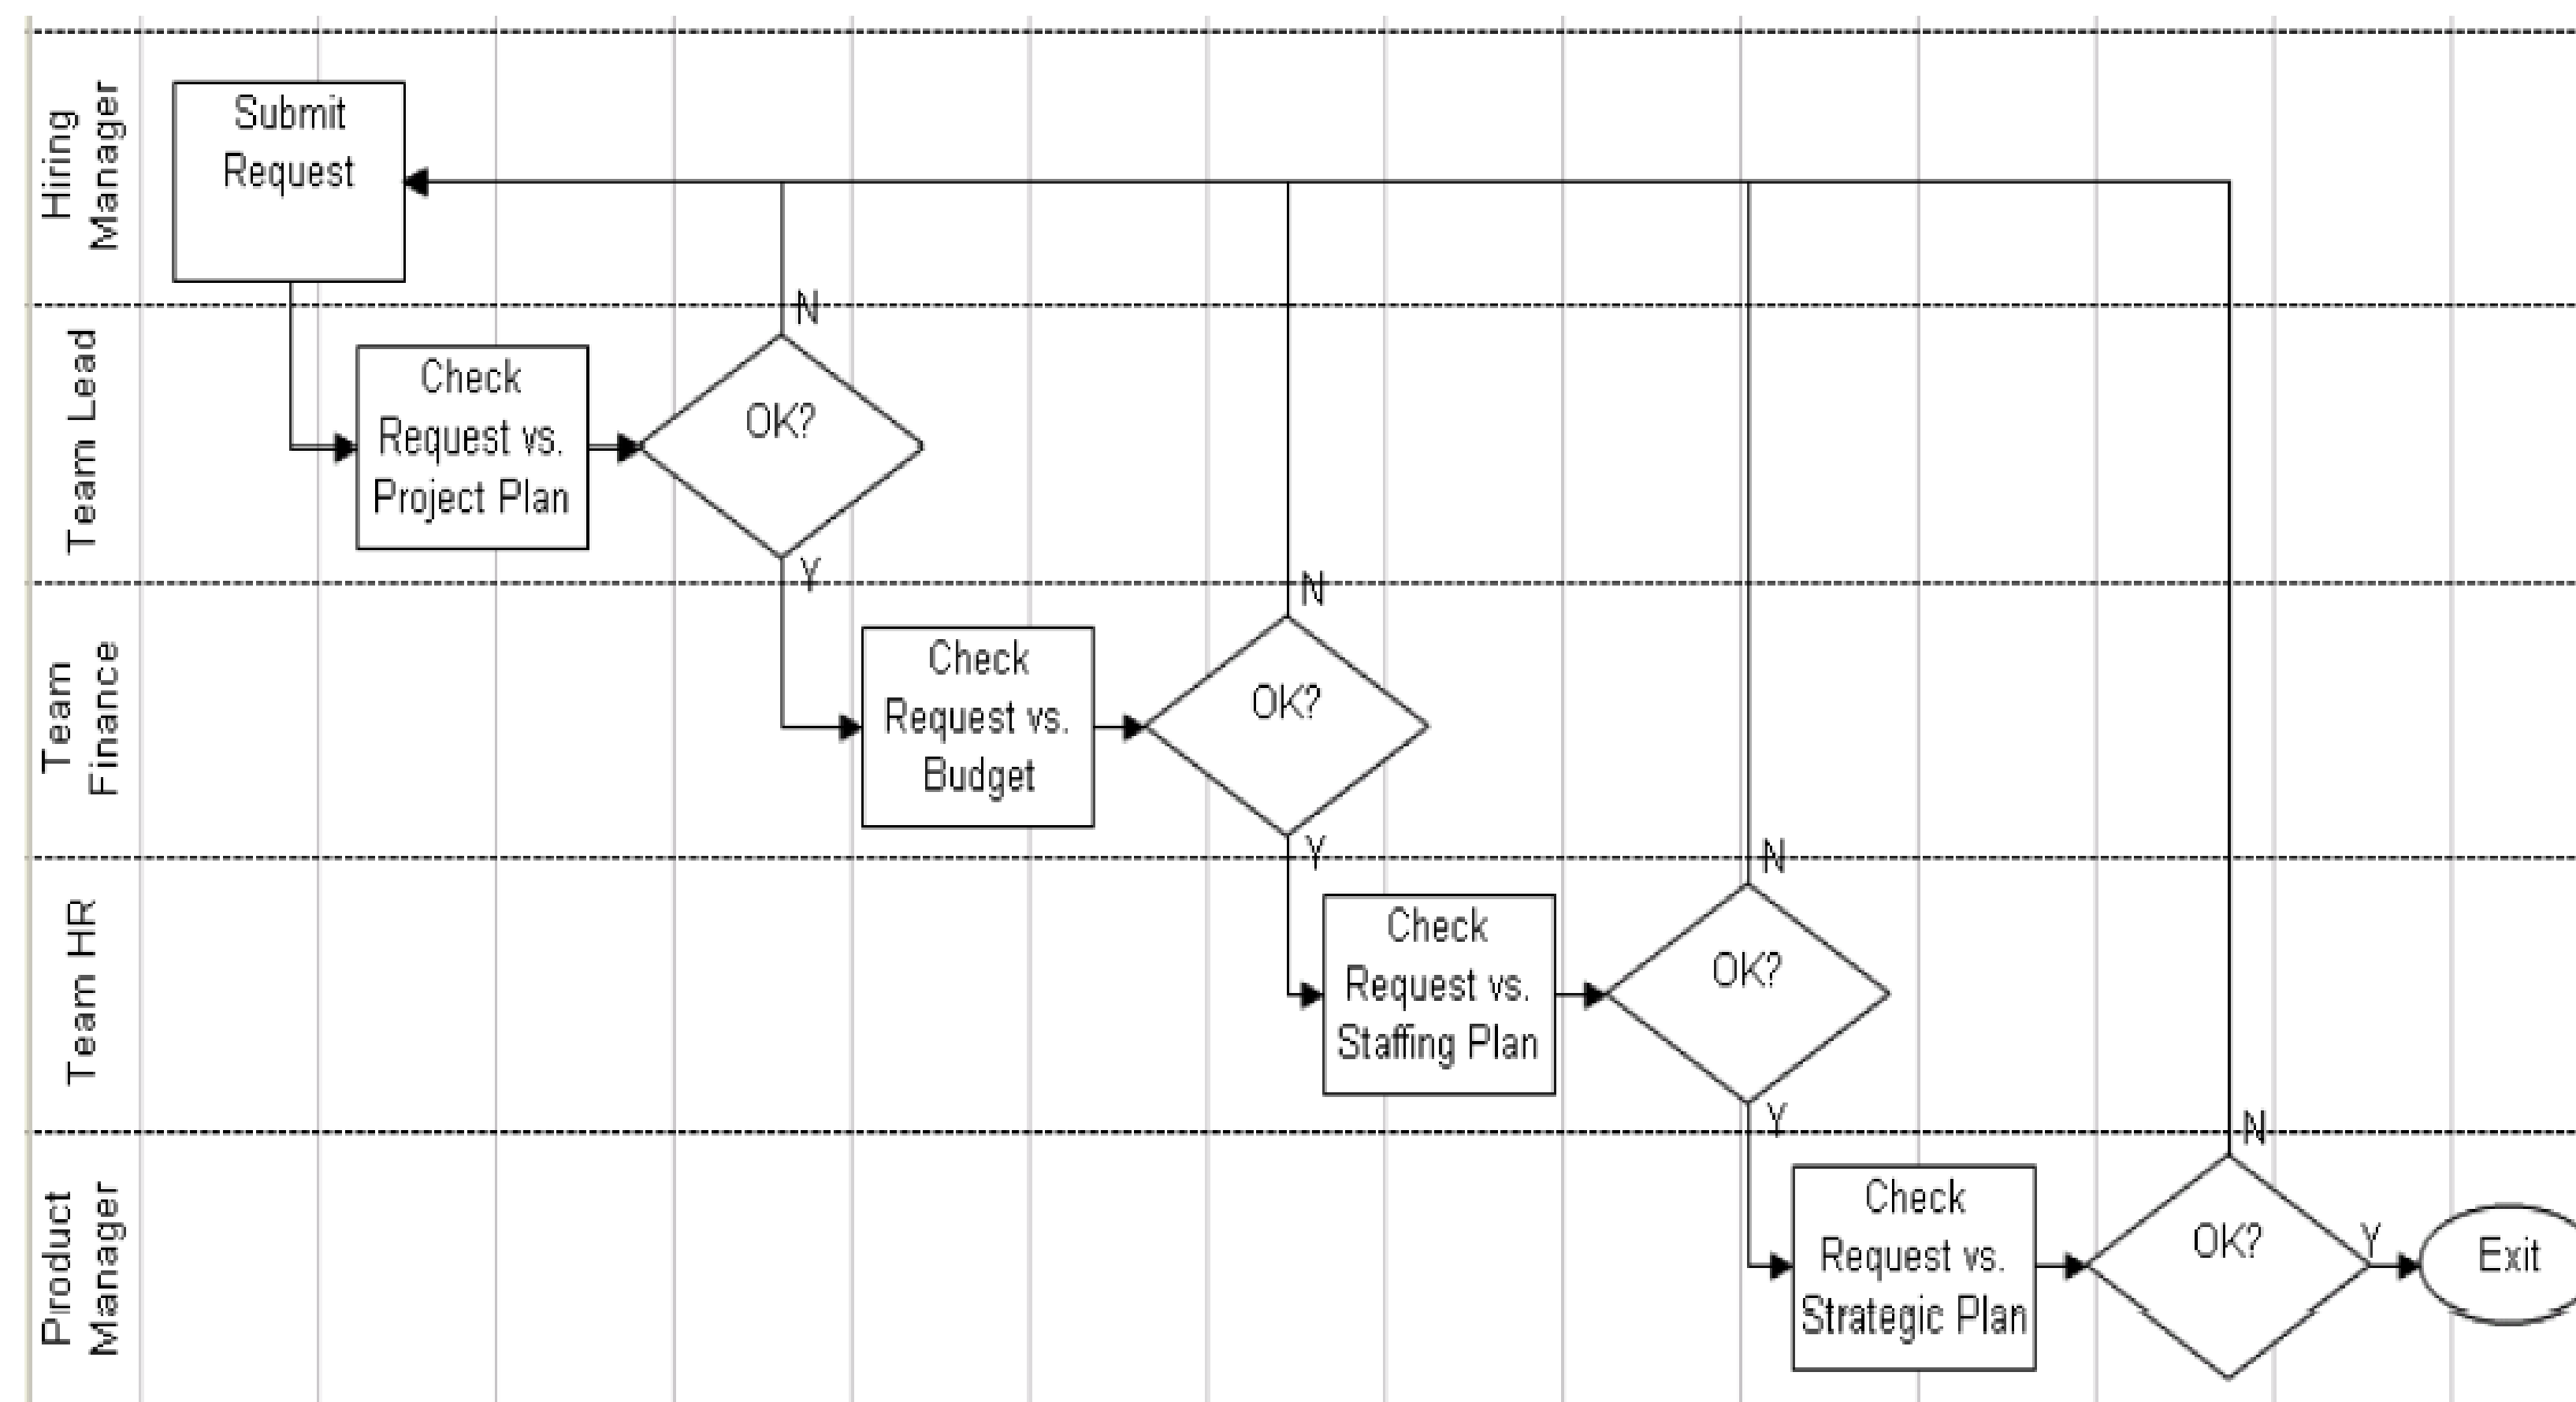 Hiring
Manager
Submit
Request
N
Team Lead
Check
Request vs.
Project Plan
OK?
Y
N
Team
Finance
Check
Request vs.
Budget
OK?
Y
N
Team HR
Check
Request vs.
Staffing Plan
OK?
Y
N
Product
Manager
Check
Request vs.
Strategic Plan
OK?
Y
Exit